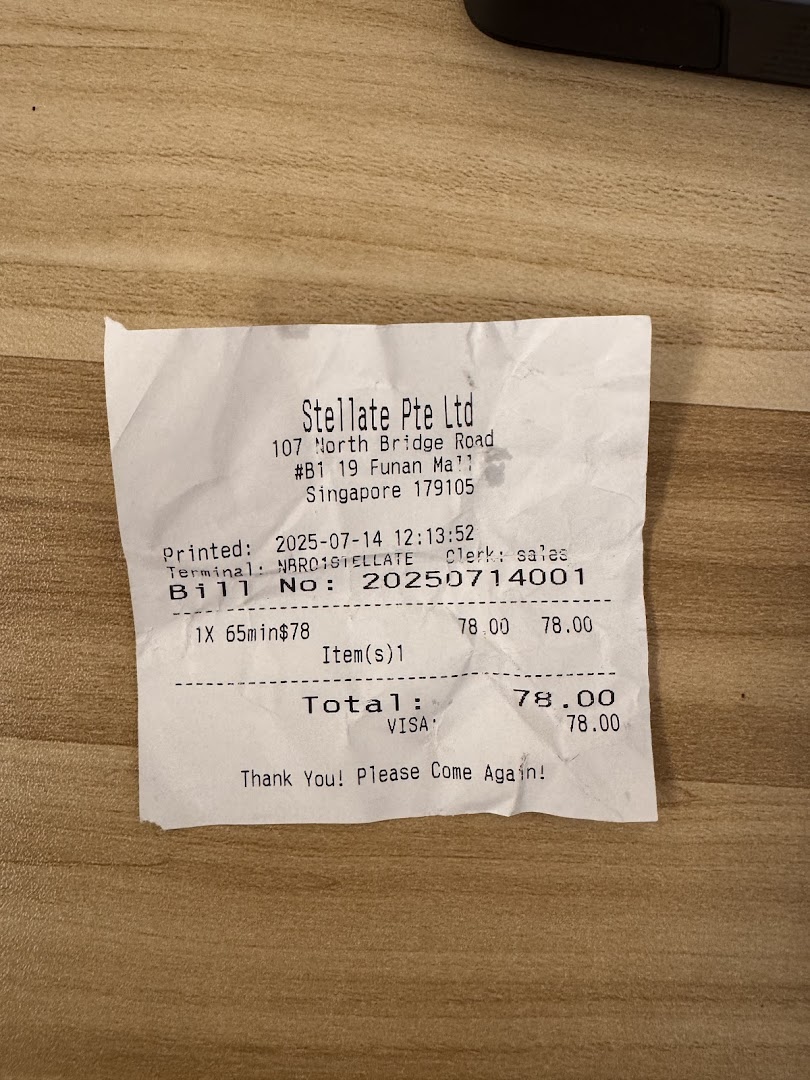 Stellate Pte Ltd
107 North Bridge Road
#B1 19 Funan Mall
Singapore 179105
Printed: 2025-07-14 12:13:52
Terminal: NBR01STELLATE Clerk: sales
Bill No: 20250714001
1X 65min$78 78.00 78.00
Item(s)1
Total: 78.00
VISA: 78.00
Thank You! Please Come Again!